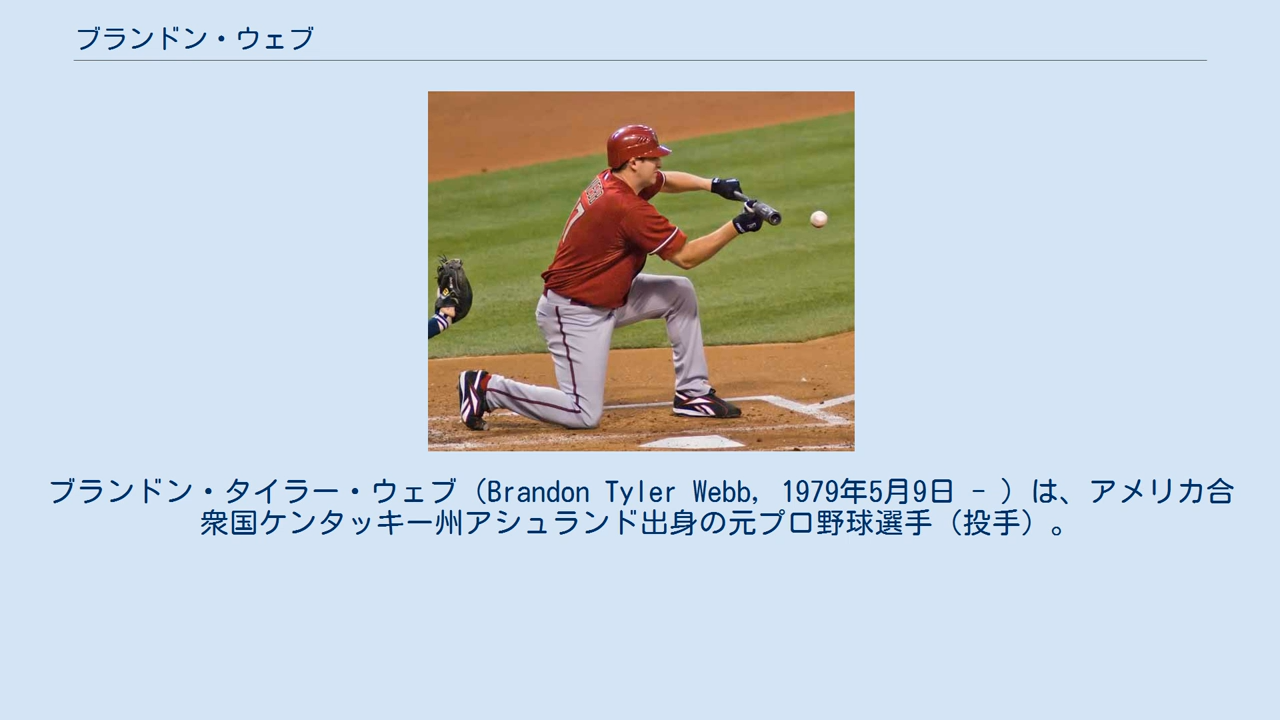 ブランドン・ウェブ
ブランドン・タイラー・ウェブ（Brandon Tyler Webb, 1979年5月9日 - ）は、アメリカ合
衆国ケンタッキー州アシュランド出身の元プロ野球選手（投手）。